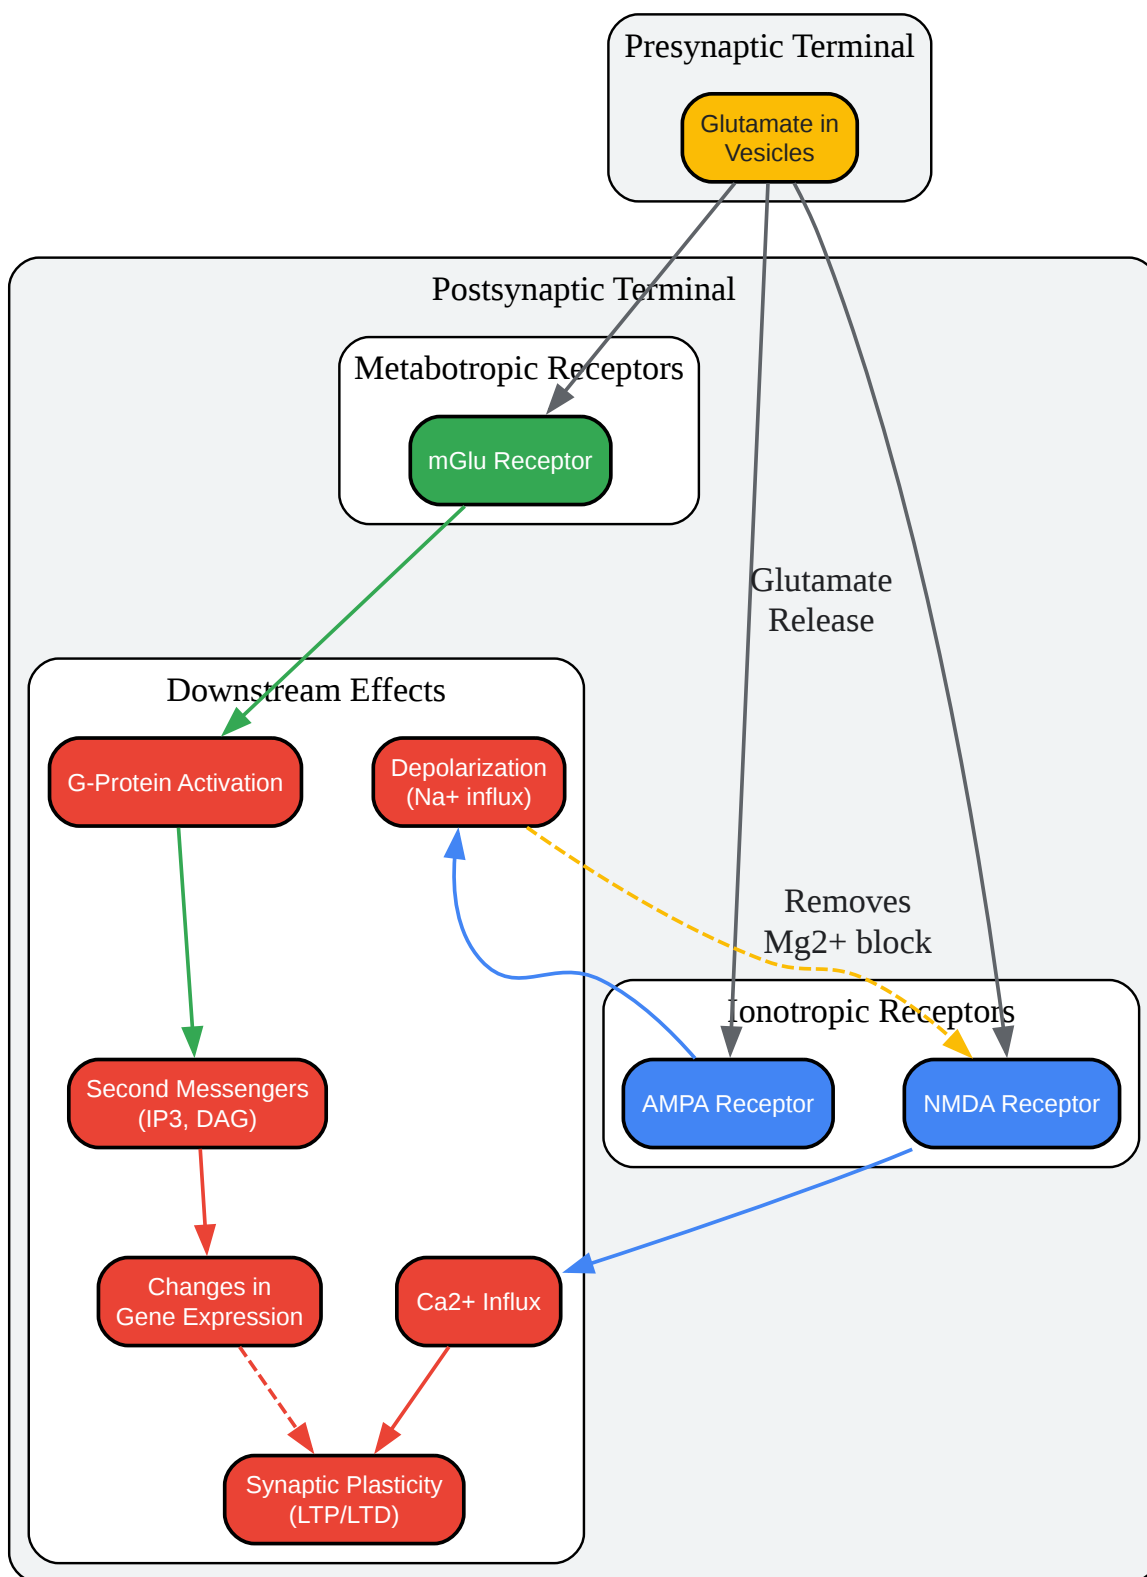 Presynaptic Terminal
Glutamate in
Vesicles
Postsynaptic Terminal
Metabotropic Receptors
mGlu Receptor
Glutamate
Release
Downstream Effects
G-Protein Activation
Depolarization
(Na+ influx)
Removes
Mg2+ block
Ionotropic Receptors
Second Messengers
(IP3, DAG)
AMPA Receptor
NMDA Receptor
Changes in
Gene Expression
Ca2+ Influx
Synaptic Plasticity
(LTP/LTD)